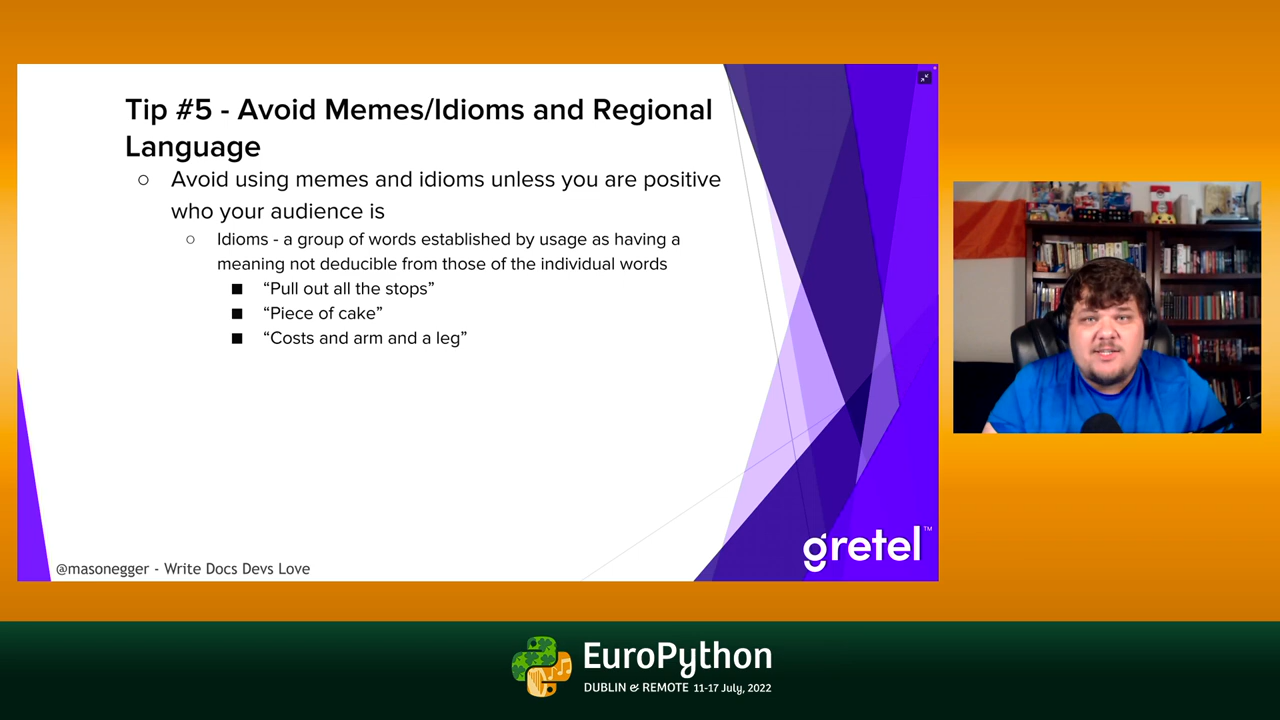 Tip #5 - Avoid Memes/Idioms and Regional
Language
○ Avoid using memes and idioms unless you are positive
who your audience is
○ Idioms - a group of words established by usage as having a
meaning not deducible from those of the individual words
■ “Pull out all the stops”
■ “Piece of cake”
■ “Costs and arm and a leg”
gretel™
@masonegger - Write Docs Devs Love
EuroPython
DUBLIN & REMOTE 11-17 July, 2022